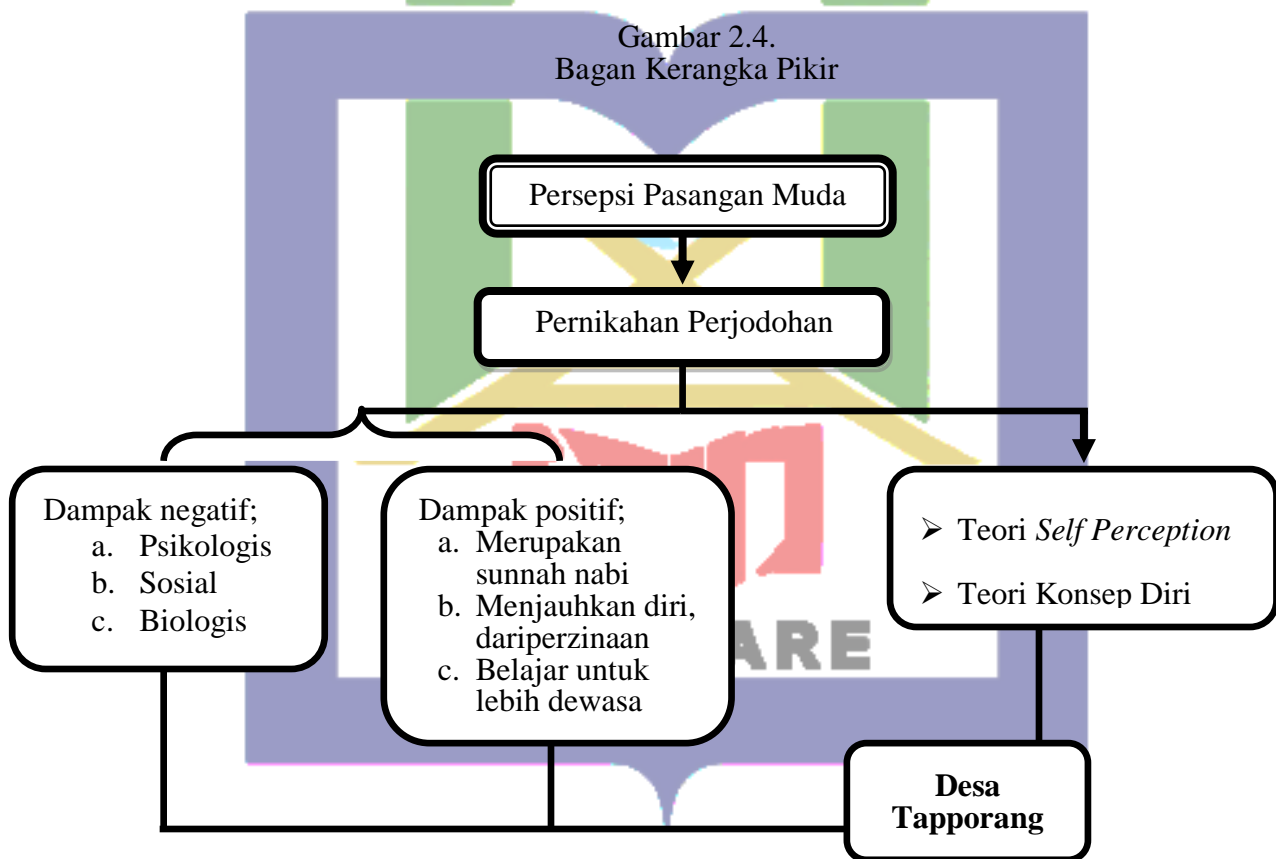 Gambar 2.4.
Bagan Kerangka Pikir
Persepsi Pasangan Muda
Pernikahan Perjodohan
Dampak negatif;
a. Psikologis
b. Sosial
c. Biologis
Dampak positif;
a. Merupakan
sunnah nabi
b. Menjauhkan diri,
dariperzinaan
c. Belajar untuk
lebih dewasa
➢ Teori Self Perception
➢ Teori Konsep Diri
ARE
Desa
Tapporang